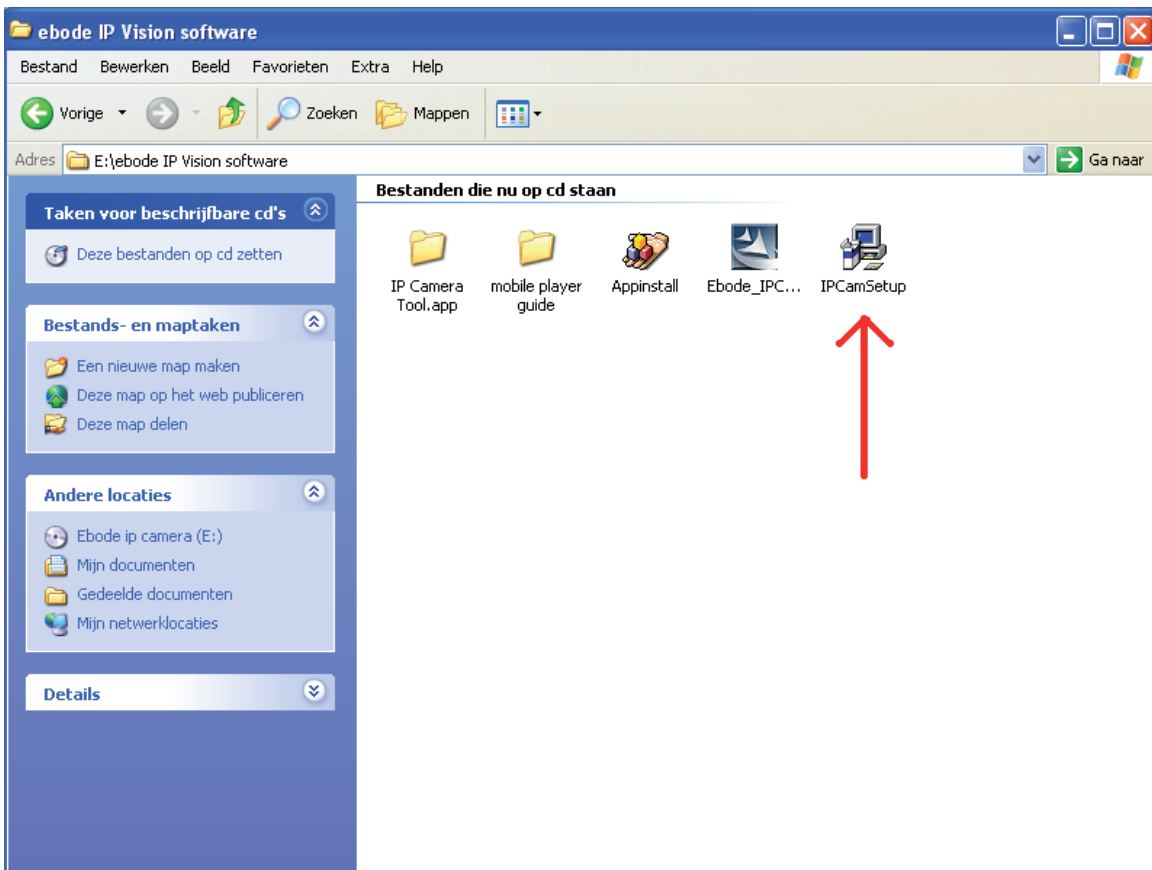 ebode IP Vision software
Bestand Bewerken Beeld Favorieten Extra Help
Vorige Zoeken Mappen
Adres E:\ebode IP Vision software Ga naar
Taken voor beschrijfbare cd's
Deze bestanden op cd zetten
Bestands- en maptaken
Een nieuwe map maken
Deze map op het web publiceren
Deze map delen
Andere locaties
Ebode ip camera (E:)
Mijn documenten
Gedeelde documenten
Mijn netwerklocaties
Details
Bestanden die nu op cd staan
IP Camera
Tool.app
mobile player
guide
Appinstall
Ebode_IPC...
IPCamSetup